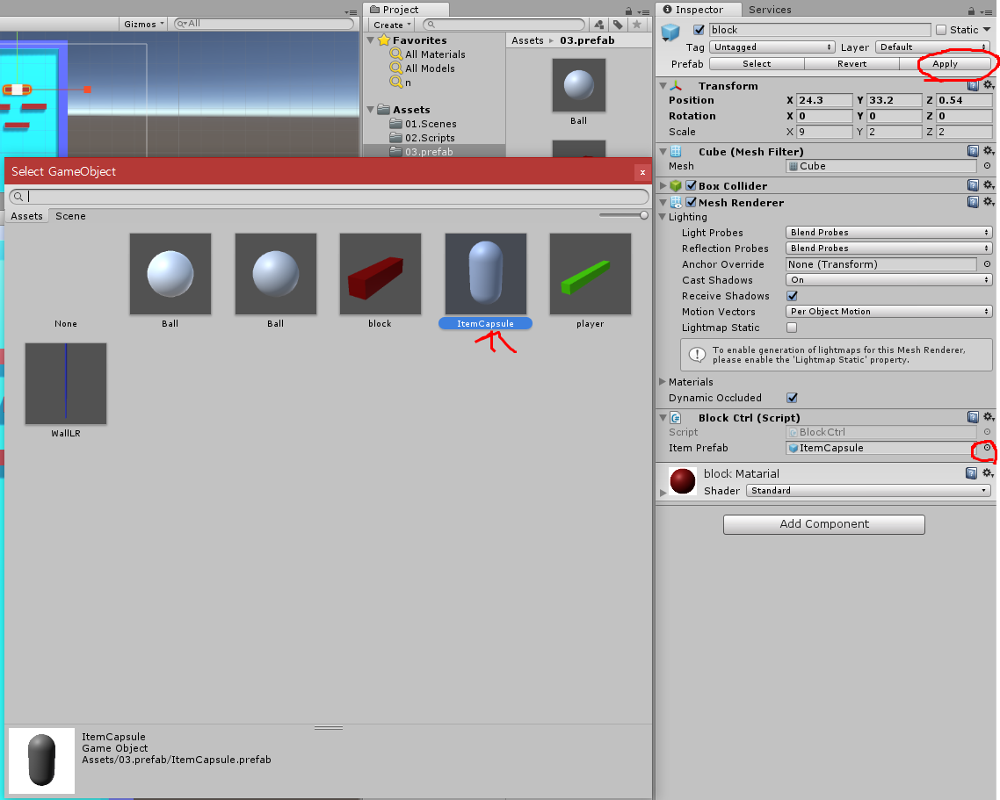 Gizmos
All
Project
Create
Favorites
All Materials
All Models
n
Assets
01.Scenes
02.Scripts
03.prefab
Assets 03.prefab
Ball
Select GameObject
x
Assets Scene
None Ball Ball block ItemCapsule player
WallLR
ItemCapsule
Game Object
Assets/03.prefab/ItemCapsule.prefab
Inspector Services
block Static
Tag Untagged Layer Default
Prefab Select Revert Apply
Transform
Position X 24.3 Y 33.2 Z 0.54
Rotation X 0 Y 0 Z 0
Scale X 9 Y 2 Z 2
Cube (Mesh Filter)
Mesh Cube
Box Collider
Mesh Renderer
Lighting
Light Probes Blend Probes
Reflection Probes Blend Probes
Anchor Override None (Transform)
Cast Shadows On
Receive Shadows
Motion Vectors Per Object Motion
Lightmap Static
To enable generation of lightmaps for this Mesh Renderer,
please enable the 'Lightmap Static' property.
Materials
Dynamic Occluded
Block Ctrl (Script)
Script BlockCtrl
Item Prefab ItemCapsule
block Matarial
Shader Standard
Add Component